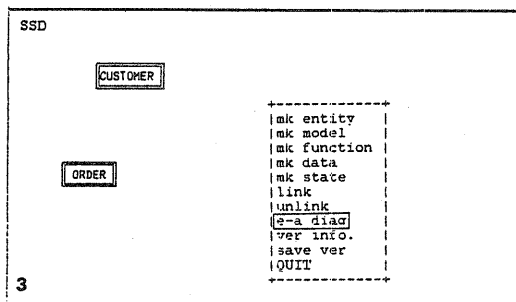 SSD
CUSTOMER
mk entity
mk model
mk function
mk data
mk state
ORDER
link
unlink
e-a diag
ver info.
save ver
QUIT
3